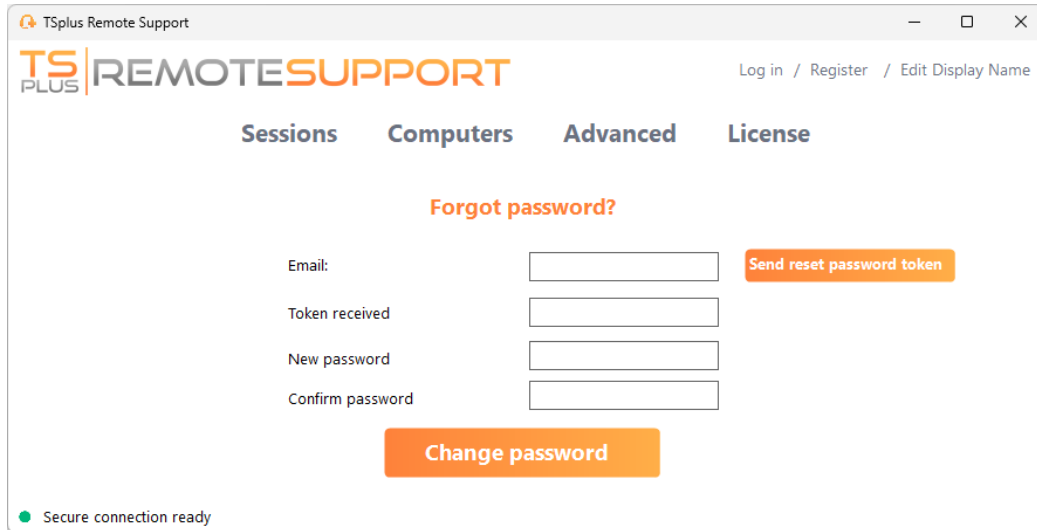 TSplus Remote Support
TS PLUS REMOTESUPPORT
Log in / Register / Edit Display Name
Sessions Computers Advanced License
Forgot password?
Email: Send reset password token
Token received
New password
Confirm password
Change password
Secure connection ready